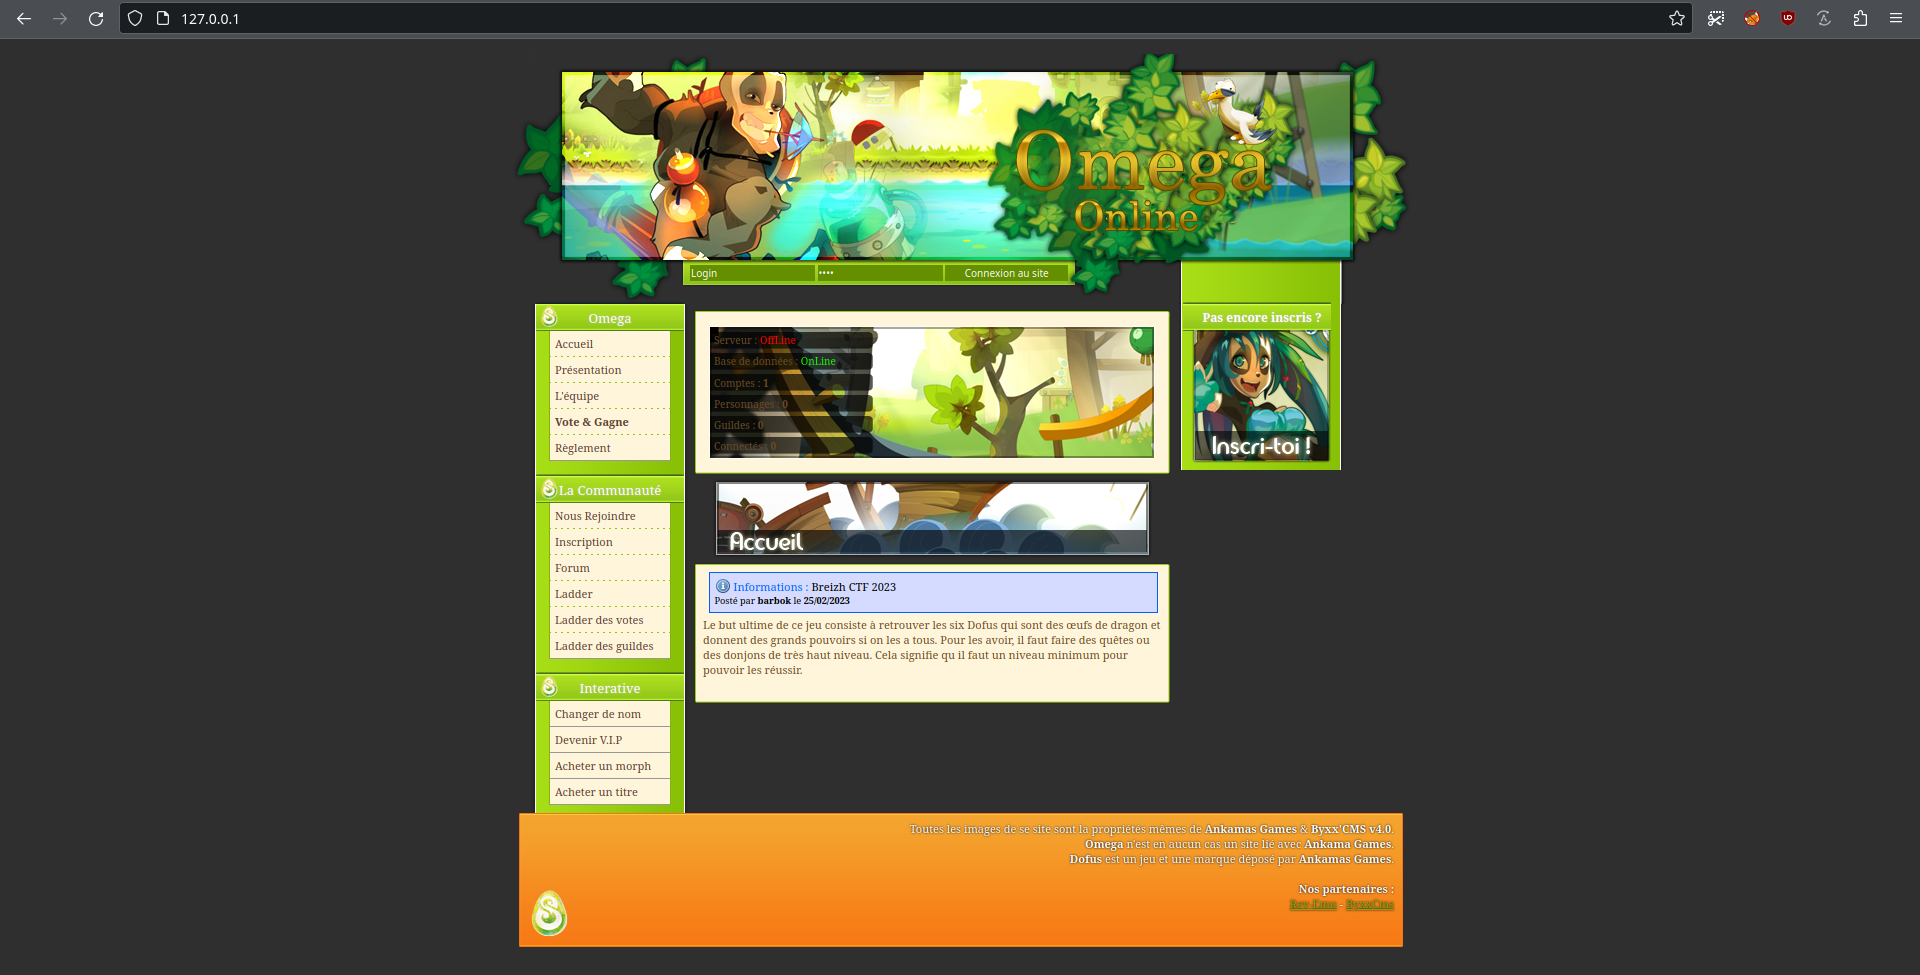 127.0.0.1
Omega
Online
Login
••••
Connexion au site
Omega
Accueil
Présentation
L'équipe
Vote & Gagne
Règlement
La Communauté
Nous Rejoindre
Inscription
Forum
Ladder
Ladder des votes
Ladder des guildes
Interative
Changer de nom
Devenir V.I.P
Acheter un morph
Acheter un titre
Serveur : OffLine
Base de données : OnLine
Comptes : 1
Personnages : 0
Guildes : 0
Connectés : 0
Accueil
Informations : Breizh CTF 2023
Posté par barbok le 25/02/2023
Le but ultime de ce jeu consiste à retrouver les six Dofus qui sont des œufs de dragon et
donnent des grands pouvoirs si on les a tous. Pour les avoir, il faut faire des quêtes ou
des donjons de très haut niveau. Cela signifie qu il faut un niveau minimum pour
pouvoir les réussir.
Pas encore inscris ?
Inscri-toi !
Toutes les images de se site sont la propriétés mêmes de Ankamas Games & Byxx'CMS v4.0.
Omega n'est en aucun cas un site lié avec Ankama Games.
Dofus est un jeu et une marque déposé par Ankamas Games.
Nos partenaires :
Rev-Emu - ByxxCms